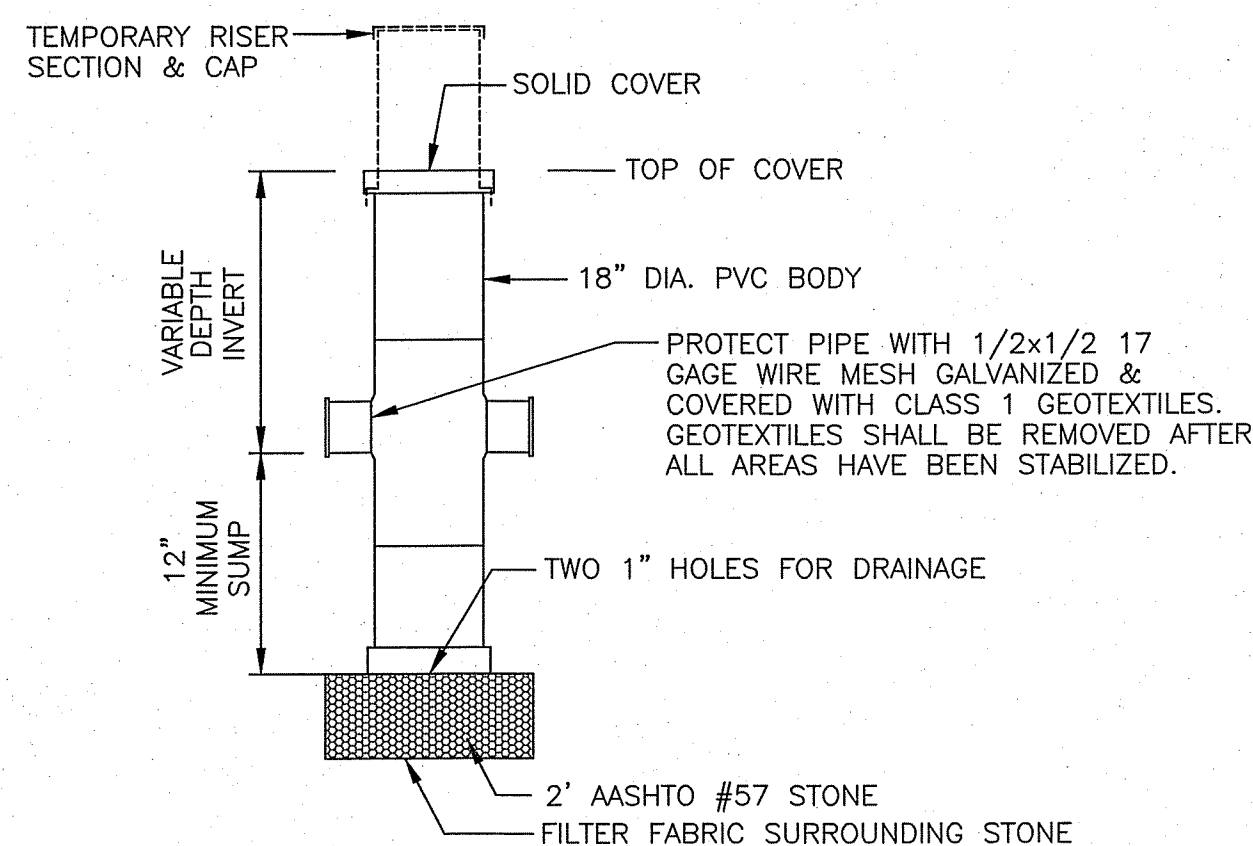 TEMPORARY RISER
SECTION & CAP
SOLID COVER
TOP OF COVER
VARIABLE
DEPTH
INVERT
18" DIA. PVC BODY
PROTECT PIPE WITH 1/2x1/2 17
GAGE WIRE MESH GALVANIZED &
COVERED WITH CLASS 1 GEOTEXTILES.
GEOTEXTILES SHALL BE REMOVED AFTER
ALL AREAS HAVE BEEN STABILIZED.
12"
MINIMUM
SUMP
TWO 1" HOLES FOR DRAINAGE
2' AASHTO #57 STONE
FILTER FABRIC SURROUNDING STONE